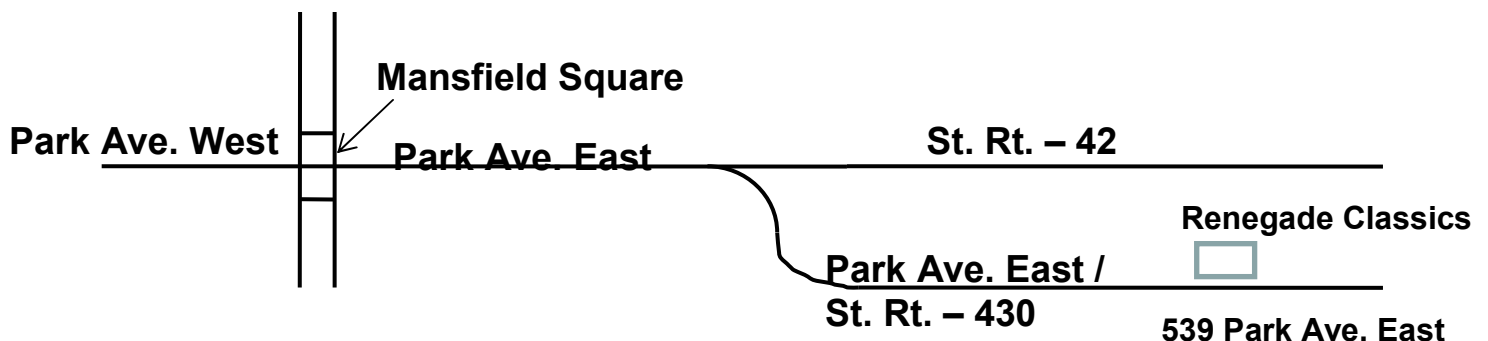 Mansfield Square
Park Ave. West
Park Ave. East
St. Rt. – 42
Renegade Classics
Park Ave. East /
St. Rt. – 430
539 Park Ave. East